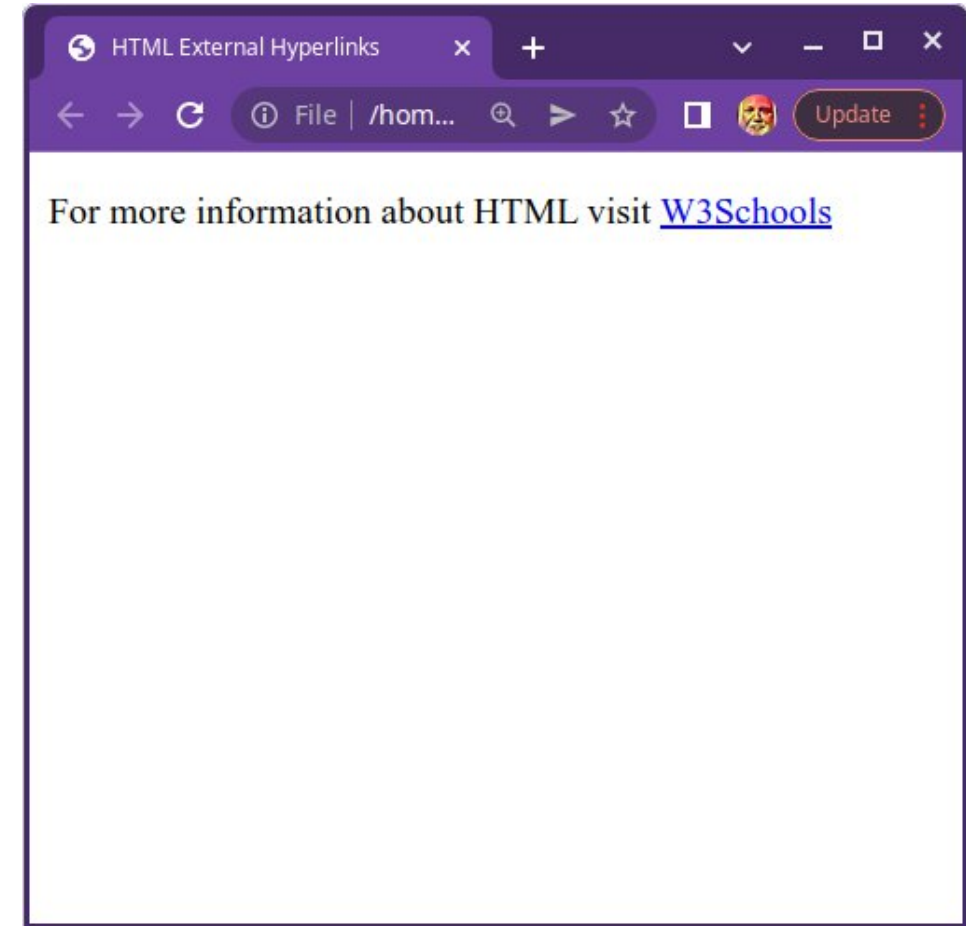 HTML External Hyperlinks
File | /hom... Update
For more information about HTML visit W3Schools